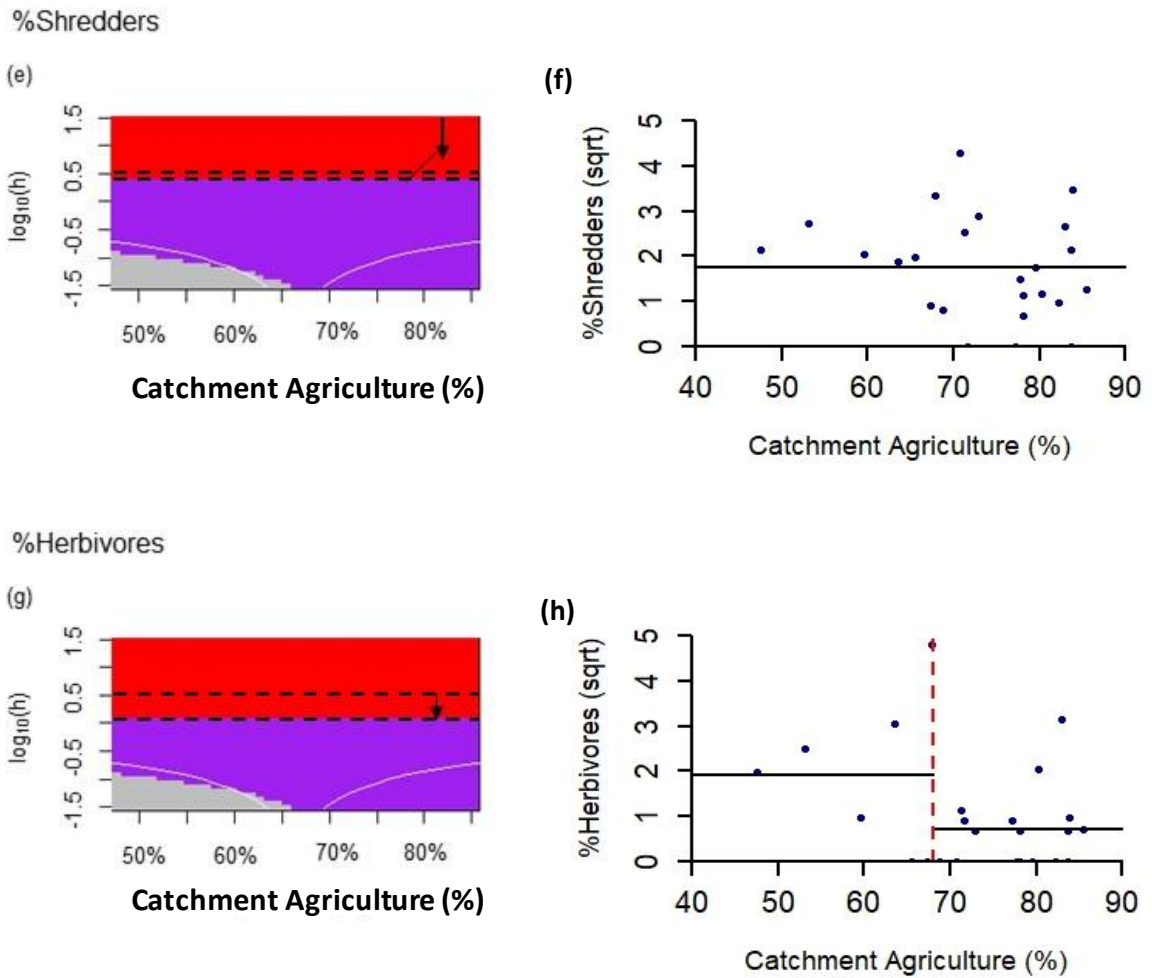 %Shredders
(e)
1.5
0.5
-0.5
-1.5
log10(h)
50% 60% 70% 80%
Catchment Agriculture (%)
(f)
5
4
3
2
1
0
%Shredders (sqrt)
40 50 60 70 80 90
Catchment Agriculture (%)
%Herbivores
(g)
1.5
0.5
-0.5
-1.5
log10(h)
50% 60% 70% 80%
Catchment Agriculture (%)
(h)
5
4
3
2
1
0
%Herbivores (sqrt)
40 50 60 70 80 90
Catchment Agriculture (%)